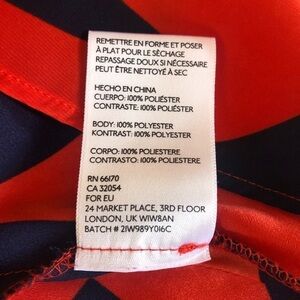 REMETTRE EN FORME ET POSER
À PLAT POUR LE SÉCHAGE
REPASSAGE DOUX SI NÉCESSAIRE
PEUT ÊTRE NETTOYÉ À SEC
HECHO EN CHINA
CUERPO: 100% POLIÉSTER
CONTRASTE: 100% POLIÉSTER
BODY: 100% POLYESTER
KONTRAST: 100% POLYESTER
CORPO: 100% POLIESTERE
CONTRASTO: 100% POLIESTERE
RN 66170
CA 32054
FOR EU
24 MARKET PLACE, 3RD FLOOR
LONDON, UK W1W8AN
BATCH # 21W989Y016C